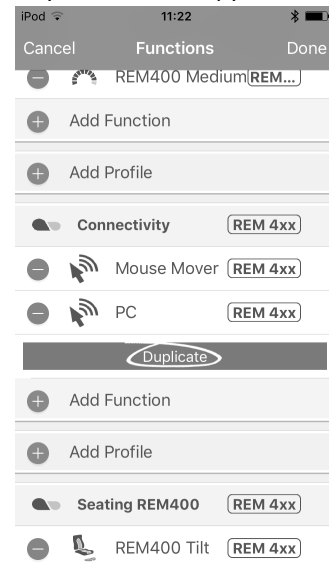 iPod 11:22
Cancel Functions Done
REM400 Medium REM...
Add Function
Add Profile
Connectivity REM 4xx
Mouse Mover REM 4xx
PC REM 4xx
Duplicate
Add Function
Add Profile
Seating REM400 REM 4xx
REM400 Tilt REM 4xx